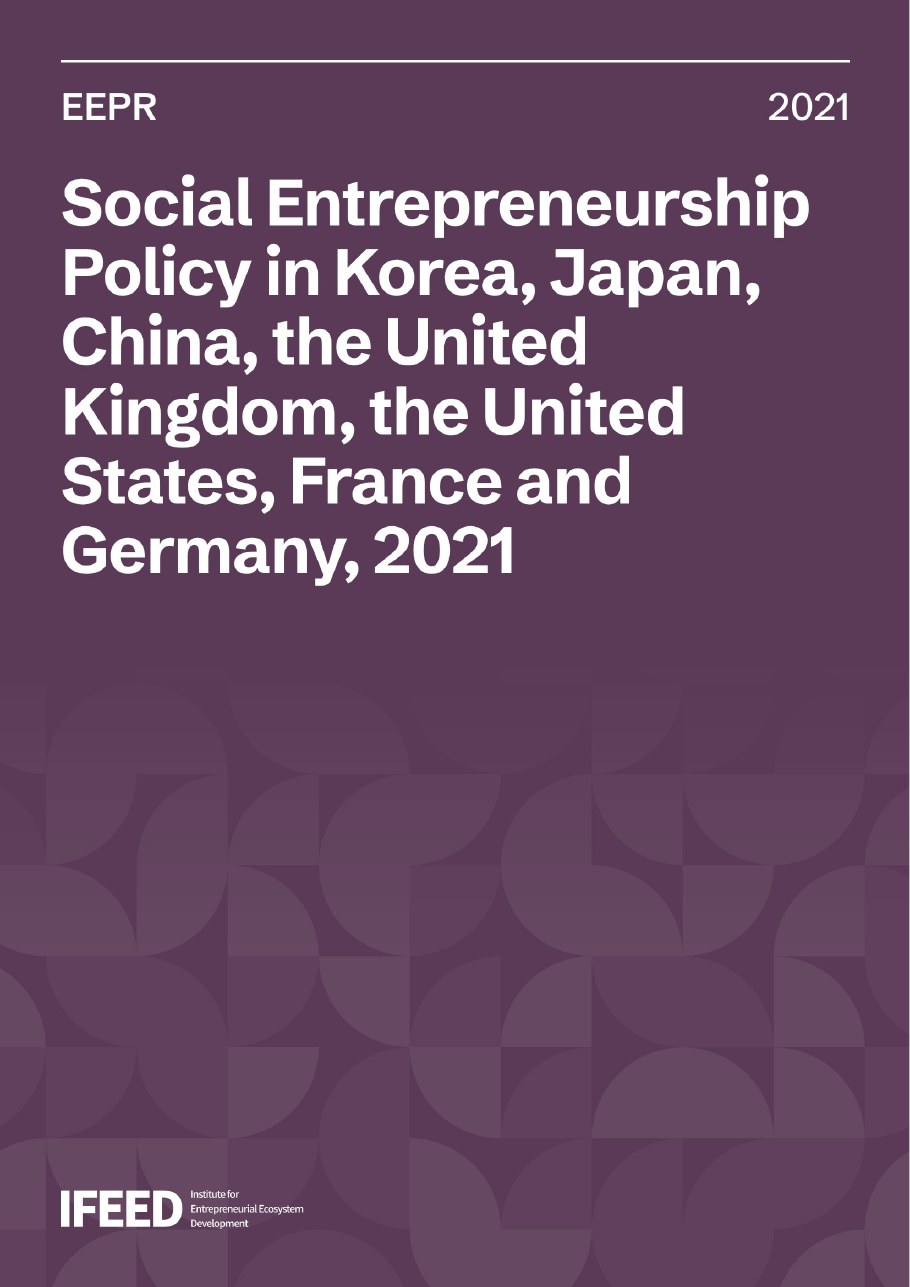 EEPR
2021
Social Entrepreneurship
Policy in Korea, Japan,
China, the United
Kingdom, the United
States, France and
Germany, 2021
IFEED
Institute for
Entrepreneurial Ecosystem
Development